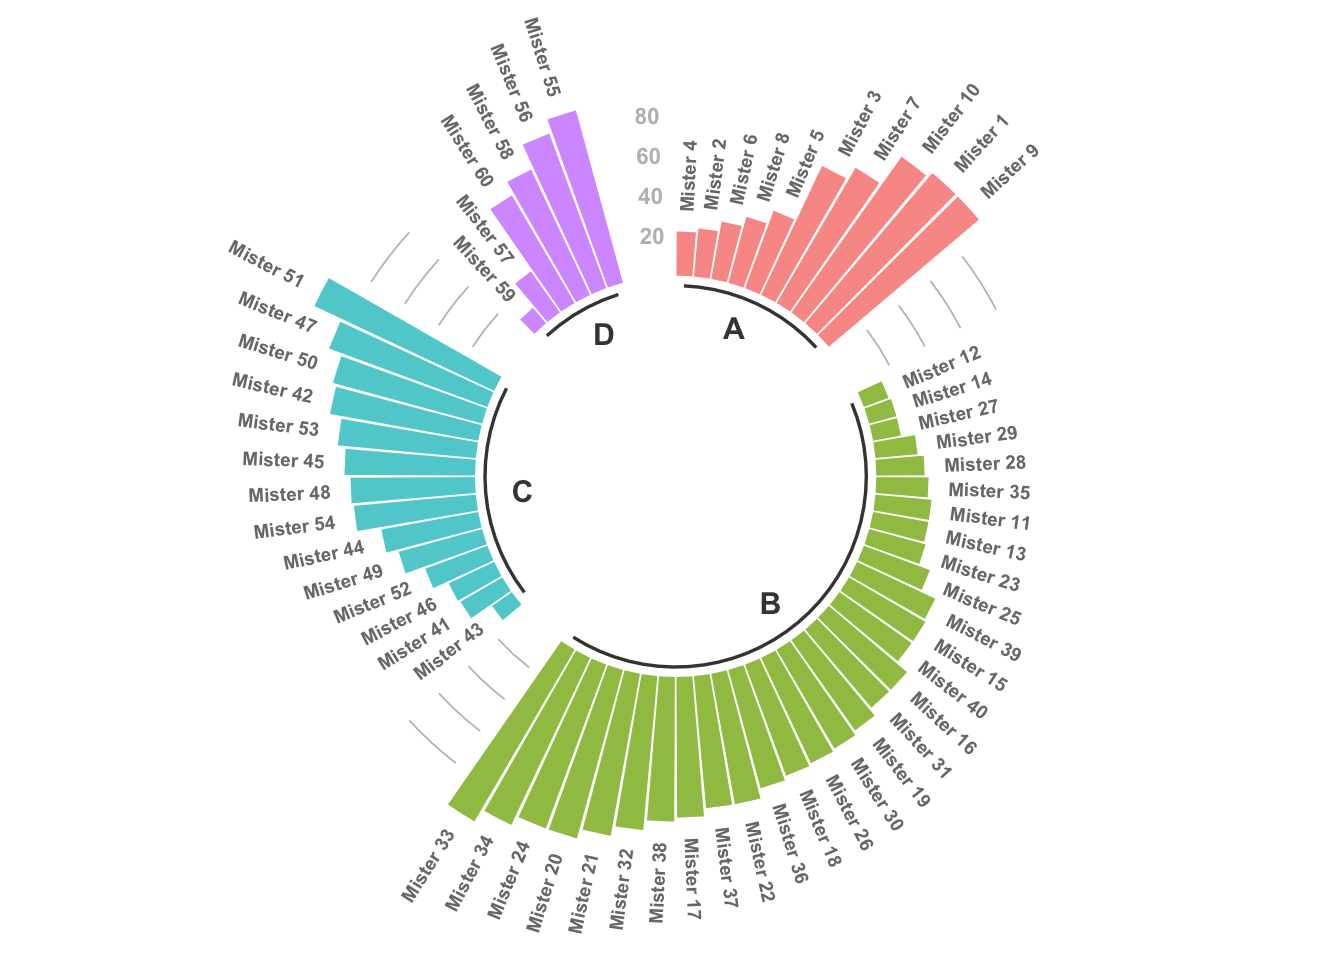 80
60
40
20
Mister 4
Mister 2
Mister 6
Mister 8
Mister 5
Mister 3
Mister 7
Mister 10
Mister 1
Mister 9
Mister 12
Mister 14
Mister 27
Mister 29
Mister 28
Mister 35
Mister 11
Mister 13
Mister 23
Mister 25
Mister 39
Mister 15
Mister 40
Mister 16
Mister 31
Mister 19
Mister 30
Mister 26
Mister 18
Mister 36
Mister 22
Mister 37
Mister 17
Mister 38
Mister 32
Mister 21
Mister 20
Mister 24
Mister 34
Mister 33
Mister 43
Mister 41
Mister 46
Mister 52
Mister 49
Mister 44
Mister 54
Mister 48
Mister 45
Mister 53
Mister 42
Mister 50
Mister 47
Mister 51
Mister 59
Mister 57
Mister 60
Mister 58
Mister 56
Mister 55
A
B
C
D